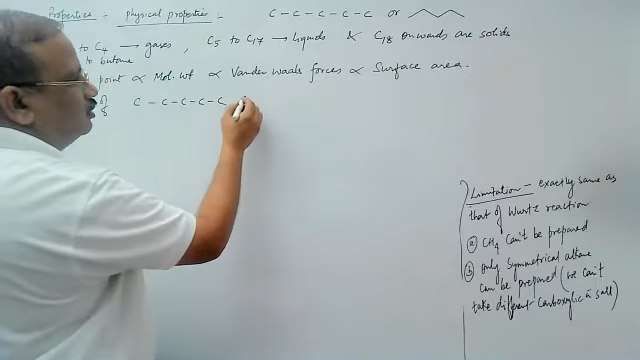 Properties :- physical properties :- C-C-C-C-C or
to C4 → gases , C5 to C17 → liquids & C18 onwards are solids
to butane
point ∝ Mol. wt ∝ Vander Waals forces ∝ Surface area.
of C-C-C-C-C
Limitation - exactly same as
that of Wurtz reaction
(a) CH4 can't be prepared
(b) only symmetrical alkane
can be prepared (we can't
take different Carboxylic salt)